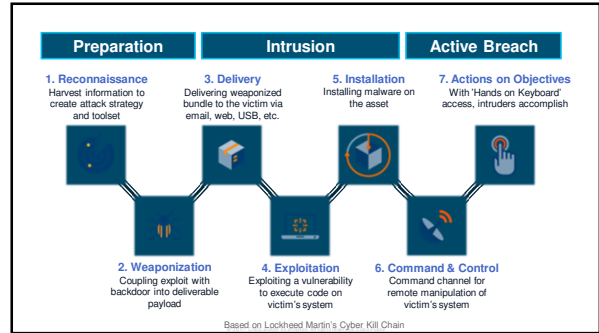 Preparation
Intrusion
Active Breach
1. Reconnaissance
Harvest information to
create attack strategy
and toolset
3. Delivery
Delivering weaponized
bundle to the victim via
email, web, USB, etc.
5. Installation
Installing malware on
the asset
7. Actions on Objectives
With 'Hands on Keyboard'
access, intruders accomplish
2. Weaponization
Coupling exploit with
backdoor into deliverable
payload
4. Exploitation
Exploiting a vulnerability
to execute code on
victim's system
6. Command & Control
Command channel for
remote manipulation of
victim's system
Based on Lockheed Martin's Cyber Kill Chain